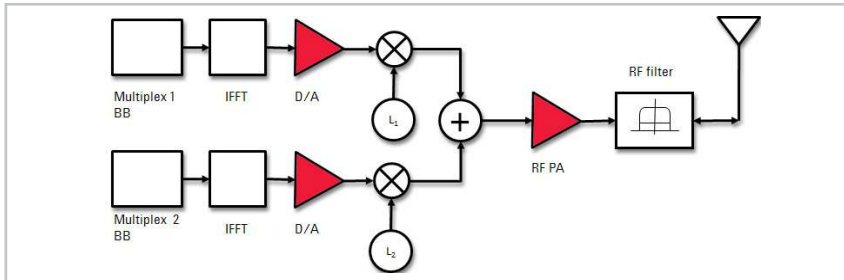 RF filter
Multiplex 1
BB
IFFT
D/A
L1
RF PA
Multiplex 2
BB
IFFT
D/A
L2